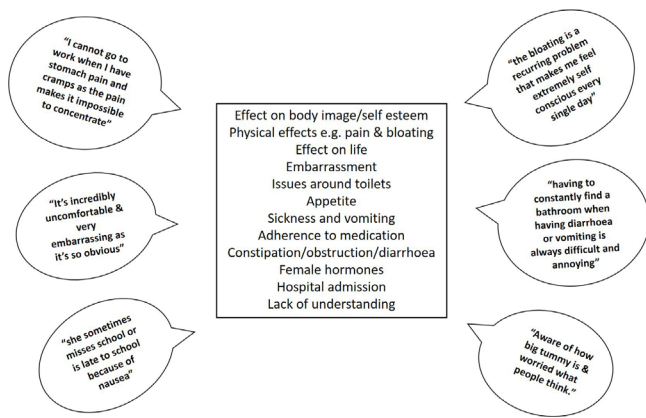 “I cannot go to
work when I have
stomach pain and
cramps as the pain
makes it impossible
to concentrate”
“the bloating is a
recurring problem
that makes me feel
extremely self
conscious every
single day”
Effect on body image/self esteem
Physical effects e.g. pain & bloating
Effect on life
Embarrassment
Issues around toilets
Appetite
Sickness and vomiting
Adherence to medication
Constipation/obstruction/diarrhoea
Female hormones
Hospital admission
Lack of understanding
“It’s incredibly
uncomfortable &
very
embarrassing as
it’s so obvious”
“having to
constantly find a
bathroom when
having diarrhoea
or vomiting is
always difficult and
annoying”
“she sometimes
misses school or
is late to school
because of
nausea”
“Aware of how
big tummy is &
worried what
people think.”